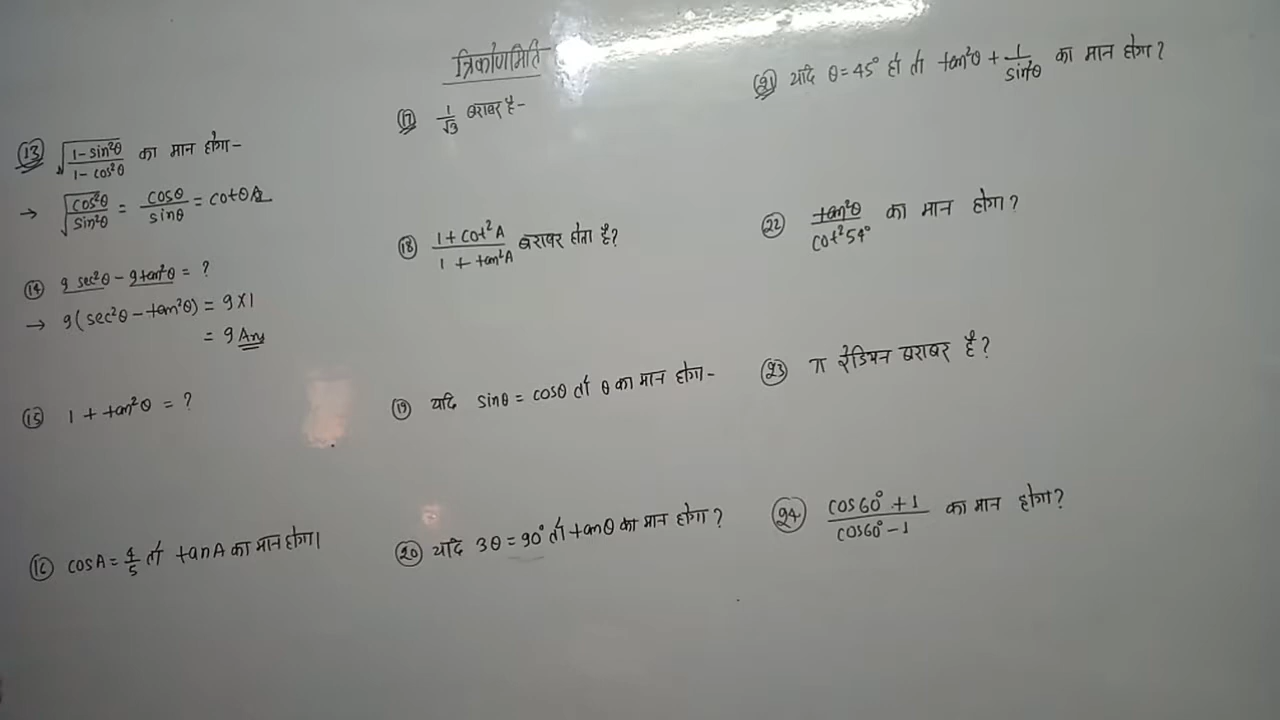 त्रिकोणमिति
(13) √(1-sin²θ / 1-cos²θ) का मान होगा-
→ √(cos²θ / sin²θ) = cosθ / sinθ = cotθ
(14) 9 sec²θ - 9tan²θ = ?
→ 9(sec²θ - tan²θ) = 9×1
= 9 Ans
(15) 1 + tan²θ = ?
(16) cosA = 4/5 तो tanA का मान होगा।
(17) 1/√3 बराबर है-
(18) 1+cot²A / 1+tan²A बराबर होता है?
(19) यदि sinθ = cosθ तो θ का मान होगा-
(20) यदि 3θ = 90° तो tanθ का मान होगा?
(21) यदि θ=45° हो तो tan²θ + 1/sin²θ का मान होगा?
(22) tan²θ / cot²54° का मान होगा?
(23) π रेडियन बराबर है?
(24) cos60°+1 / cos60°-1 का मान होगा?